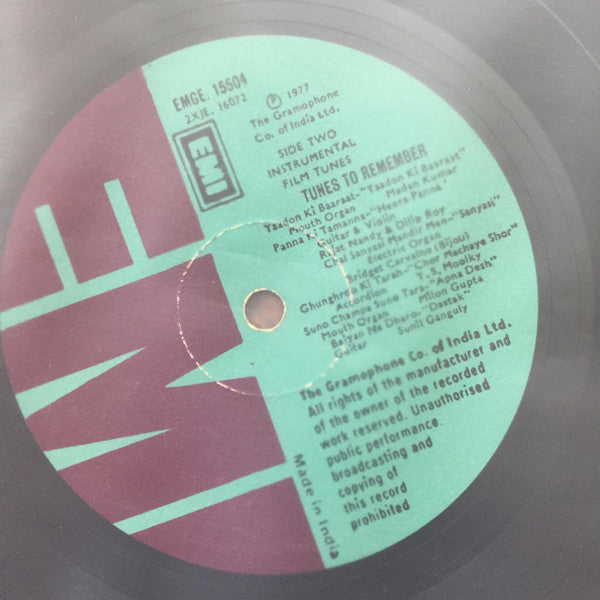 EMGE. 15504
2XJE. 16072
EMI
℗ 1977
The Gramophone
Co. of India Ltd.
SIDE TWO
INSTRUMENTAL
FILM TUNES
TUNES TO REMEMBER
Yaadon Ki Baaraat-"Yaadon Ki Baaraat"
Mouth Organ Madan Kumar
Panna Ki Tamanna-"Heera Panna"
Guitar & Violin
Rajat Nandy & Dilip Roy
Chal Sanyasi Mandir Men-"Sanyasi"
Electric Organ
Bridget Carvalho (Bijou)
Ghunghroo Ki Tarah-"Chor Machaye Shor"
Accordion Y. S. Moolky
Suno Champa Suno Tara-"Apna Desh"
Mouth Organ Milon Gupta
Baiyan Na Dharo-"Dastak"
Guitar Sunil Ganguly
The Gramophone Co. of India Ltd.
All rights of the manufacturer and
of the owner of the recorded
work reserved. Unauthorised
public performance.
broadcasting and
copying of
this record
prohibited
Made in India
EMI